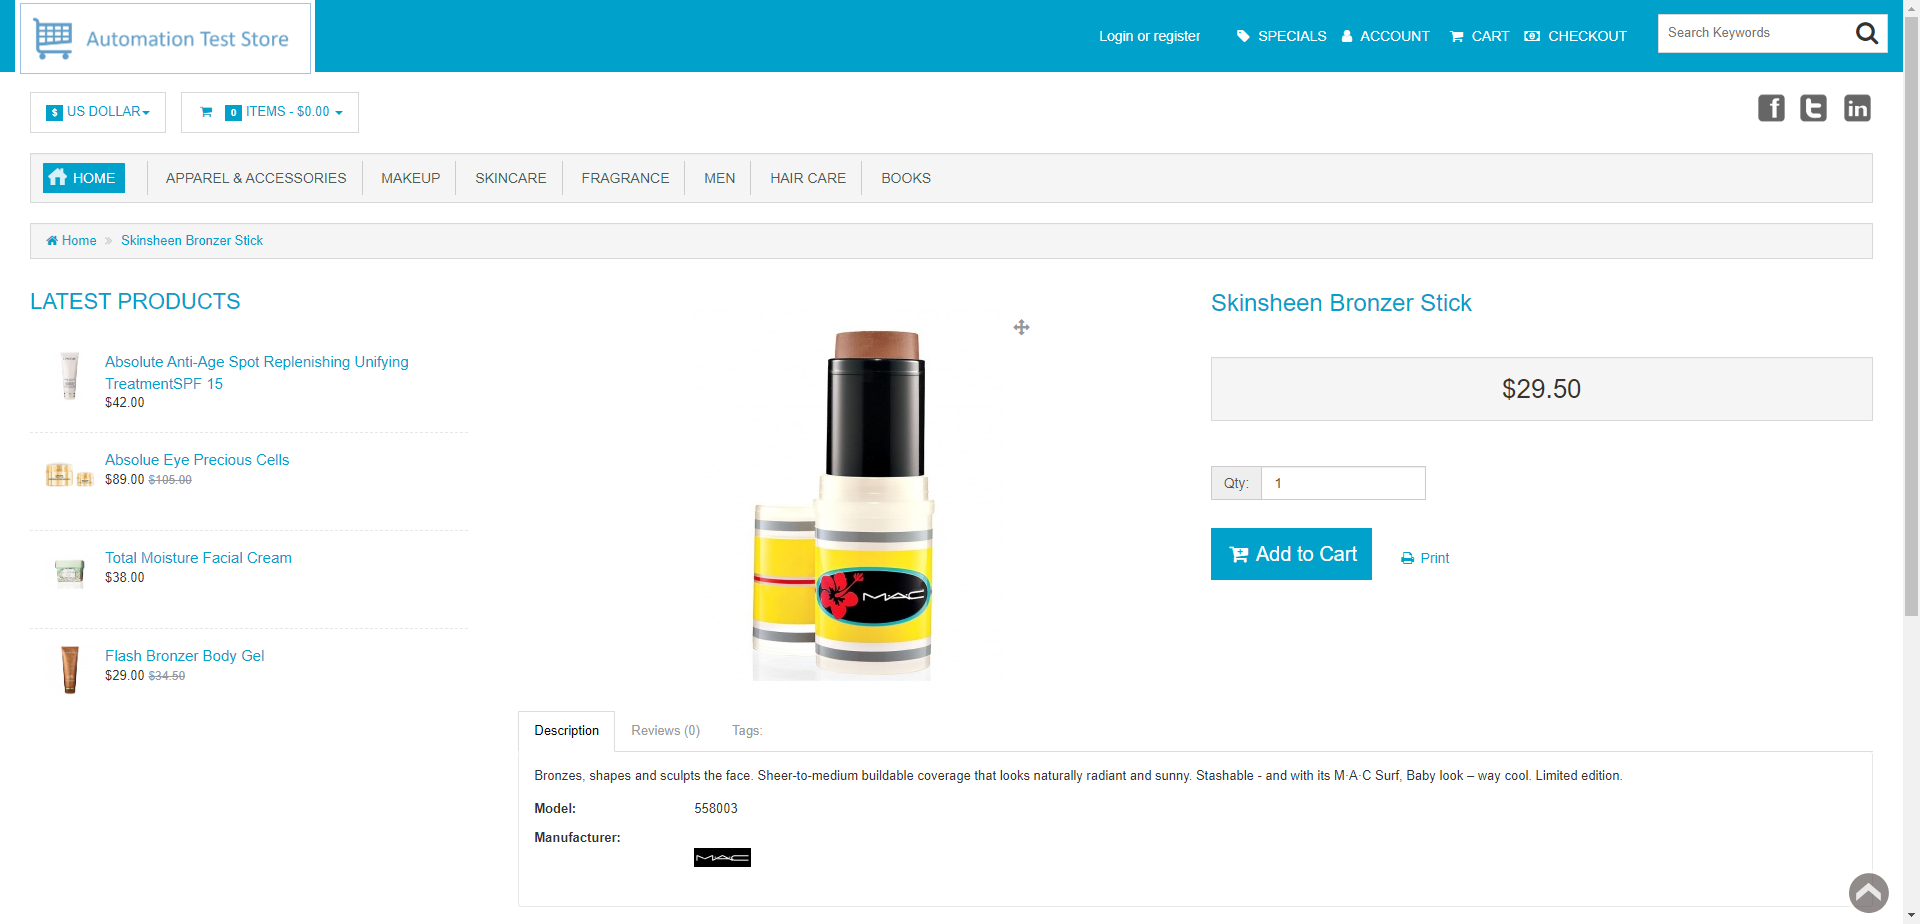 Automation Test Store
Login or register
SPECIALS
ACCOUNT
CART
CHECKOUT
Search Keywords
$ US DOLLAR
0 ITEMS - $0.00
HOME
APPAREL & ACCESSORIES
MAKEUP
SKINCARE
FRAGRANCE
MEN
HAIR CARE
BOOKS
Home » Skinsheen Bronzer Stick
LATEST PRODUCTS
Absolute Anti-Age Spot Replenishing Unifying
TreatmentSPF 15
$42.00
Absolue Eye Precious Cells
$89.00 $105.00
Total Moisture Facial Cream
$38.00
Flash Bronzer Body Gel
$29.00 $34.50
M·A·C
Skinsheen Bronzer Stick
$29.50
Qty: 1
Add to Cart
Print
Description
Reviews (0)
Tags:
Bronzes, shapes and sculpts the face. Sheer-to-medium buildable coverage that looks naturally radiant and sunny. Stashable - and with its M·A·C Surf, Baby look – way cool. Limited edition.
Model: 558003
Manufacturer:
M·A·C